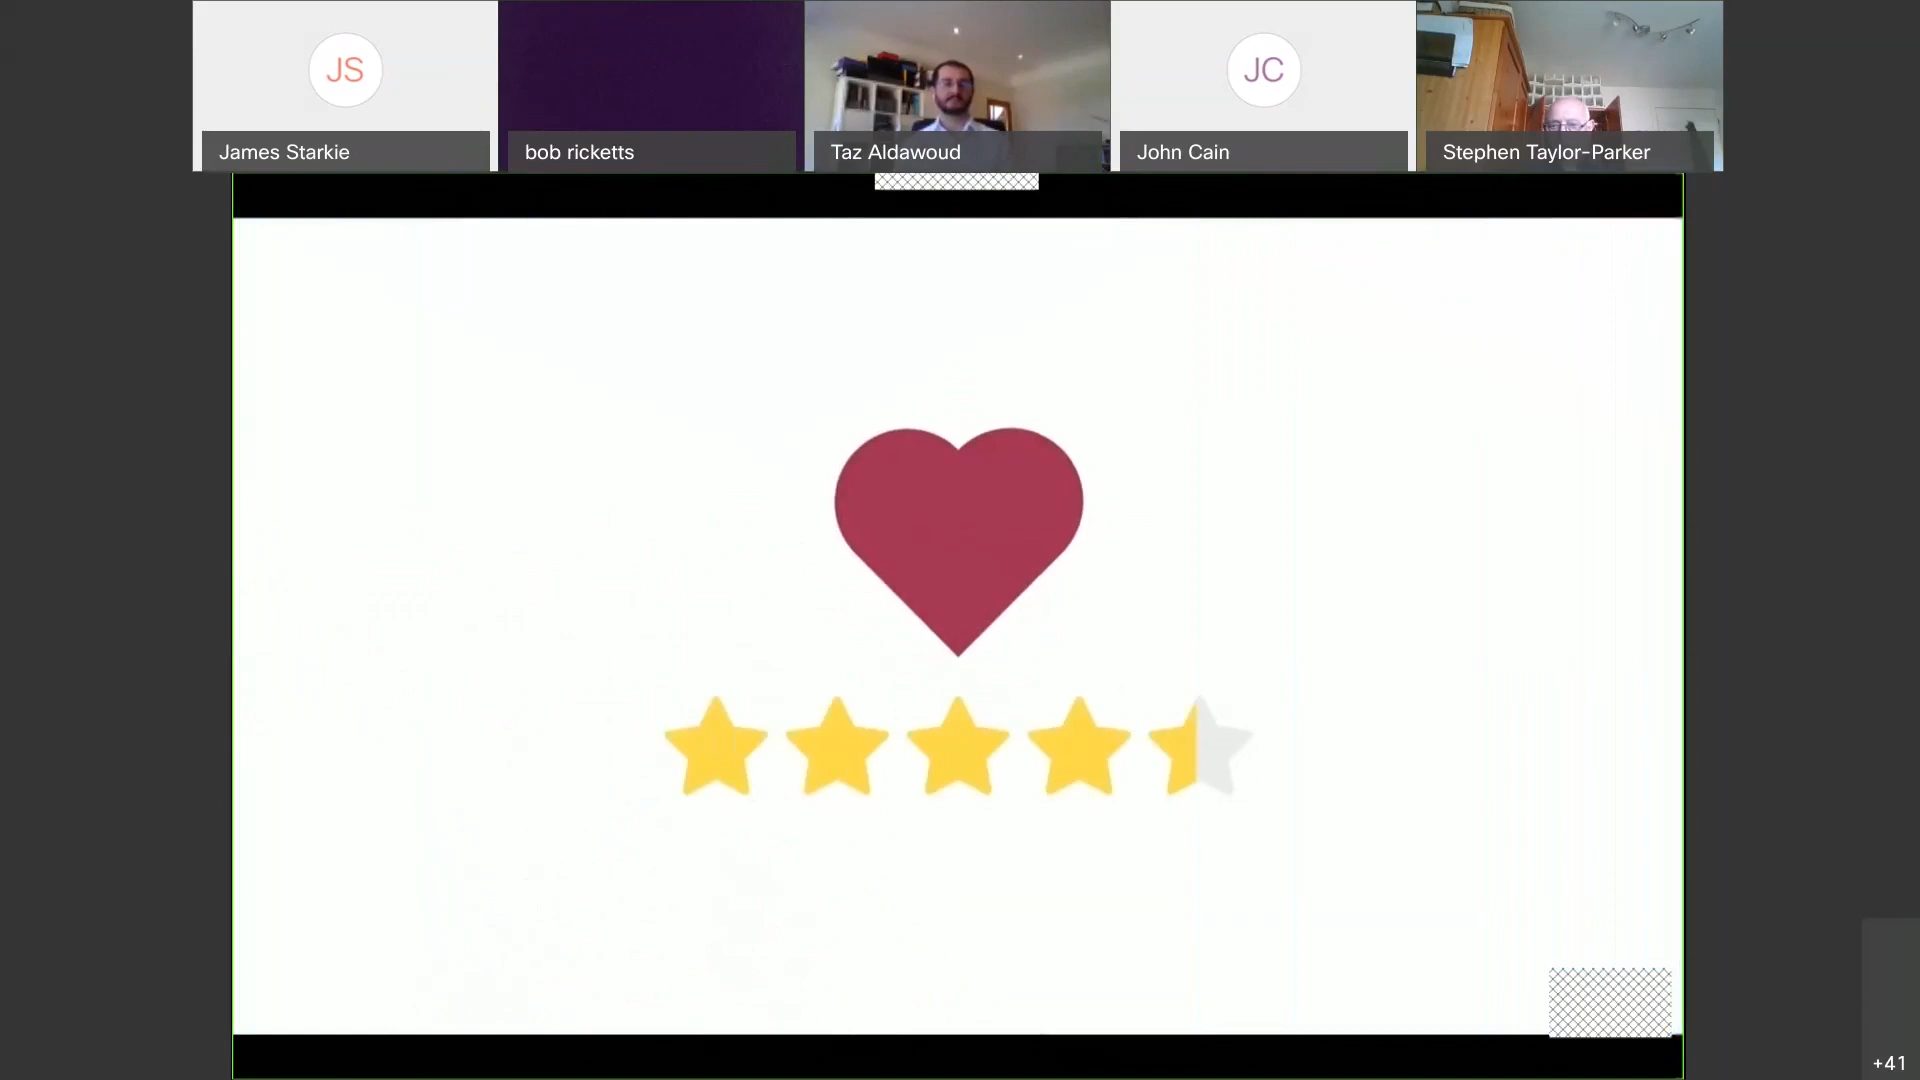 JS
James Starkie
bob ricketts
Taz Aldawoud
JC
John Cain
Stephen Taylor-Parker
+41